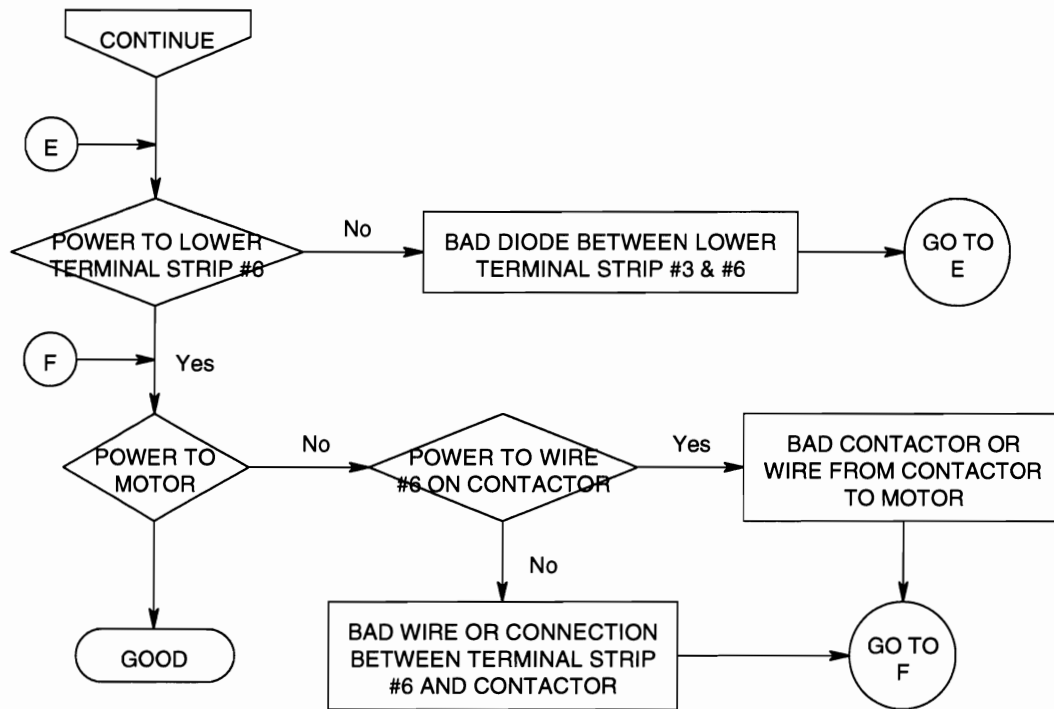 CONTINUE
E
POWER TO LOWER
TERMINAL STRIP #6
No
BAD DIODE BETWEEN LOWER
TERMINAL STRIP #3 & #6
GO TO
E
F
Yes
POWER TO
MOTOR
No
POWER TO WIRE
#6 ON CONTACTOR
Yes
BAD CONTACTOR OR
WIRE FROM CONTACTOR
TO MOTOR
No
GOOD
BAD WIRE OR CONNECTION
BETWEEN TERMINAL STRIP
#6 AND CONTACTOR
GO TO
F